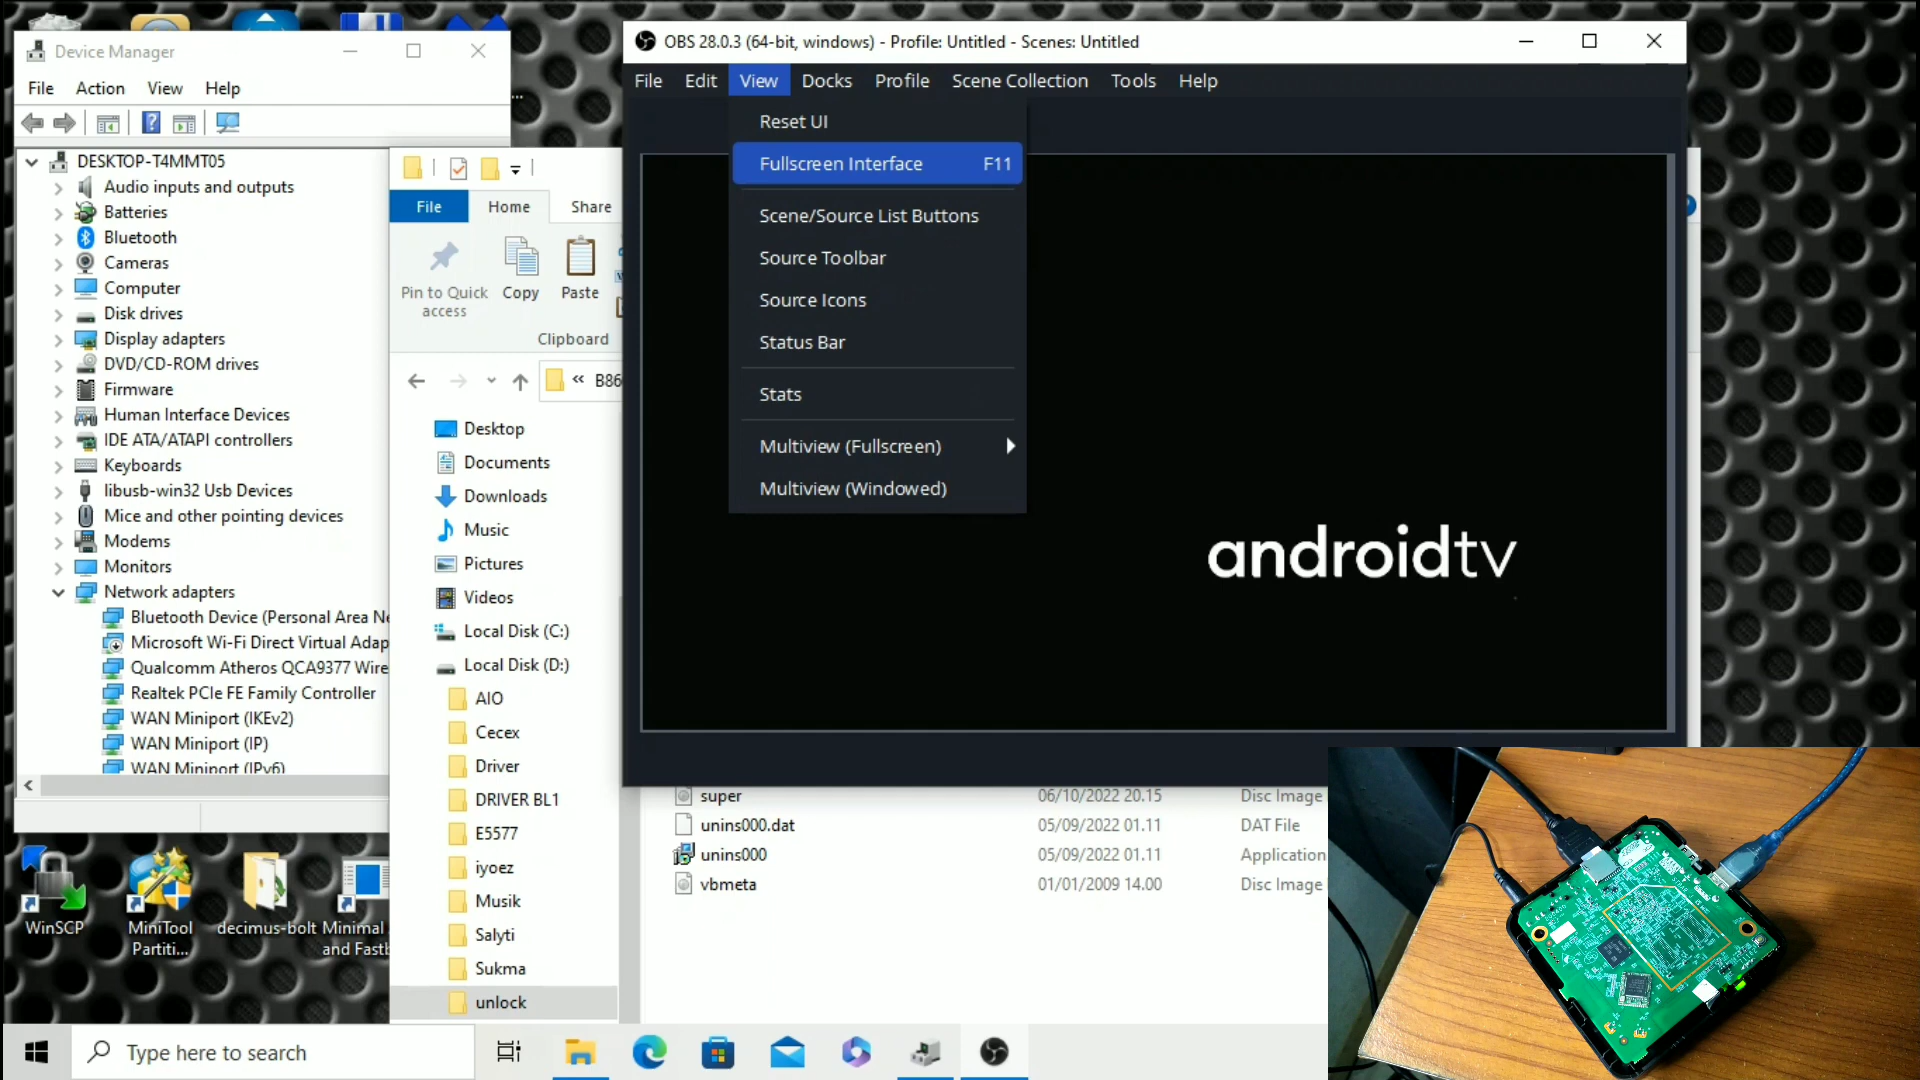 Device Manager
File Action View Help
DESKTOP-T4MMT05
Audio inputs and outputs
Batteries
Bluetooth
Cameras
Computer
Disk drives
Display adapters
DVD/CD-ROM drives
Firmware
Human Interface Devices
IDE ATA/ATAPI controllers
Keyboards
libusb-win32 Usb Devices
Mice and other pointing devices
Modems
Monitors
Network adapters
Bluetooth Device (Personal Area Ne
Microsoft Wi-Fi Direct Virtual Adap
Qualcomm Atheros QCA9377 Wire
Realtek PCIe FE Family Controller
WAN Miniport (IKEv2)
WAN Miniport (IP)
WAN Miniport (IPv6)
File Home Share
Pin to Quick access
Copy
Paste
Clipboard
« B86
Desktop
Documents
Downloads
Music
Pictures
Videos
Local Disk (C:)
Local Disk (D:)
AIO
Cecex
Driver
DRIVER BL1
E5577
iyoez
Musik
Salyti
Sukma
unlock
super 06/10/2022 20.15 Disc Image
unins000.dat 05/09/2022 01.11 DAT File
unins000 05/09/2022 01.11 Application
vbmeta 01/01/2009 14.00 Disc Image
OBS 28.0.3 (64-bit, windows) - Profile: Untitled - Scenes: Untitled
File Edit View Docks Profile Scene Collection Tools Help
Reset UI
Fullscreen Interface F11
Scene/Source List Buttons
Source Toolbar
Source Icons
Status Bar
Stats
Multiview (Fullscreen)
Multiview (Windowed)
androidtv
WinSCP
MiniTool
Partiti...
decimus-bolt
Minimal
and Fastb
Type here to search